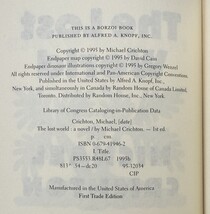 THIS IS A BORZOI BOOK
PUBLISHED BY ALFRED A. KNOPF, INC.
Copyright © 1995 by Michael Crichton
Endpaper map copyright © 1995 by David Cain
Endpaper dinosaur illustrations copyright © 1995 by Gregory Wenzel
All rights reserved under International and Pan-American Copyright Conventions.
Published in the United States by Alfred A. Knopf, Inc.,
New York, and simultaneously in Canada by Random House of Canada Limited,
Toronto. Distributed by Random House, Inc., New York.
Library of Congress Cataloging-in-Publication Data
Crichton, Michael, [date]
The lost world : a novel / by Michael Crichton. — 1st ed.
p. cm.
ISBN 0-679-41946-2
I. Title.
PS3553.R48L67 1995b
813'.54—dc20 95-32034
CIP
Manufactured in the United States of America
First Trade Edition